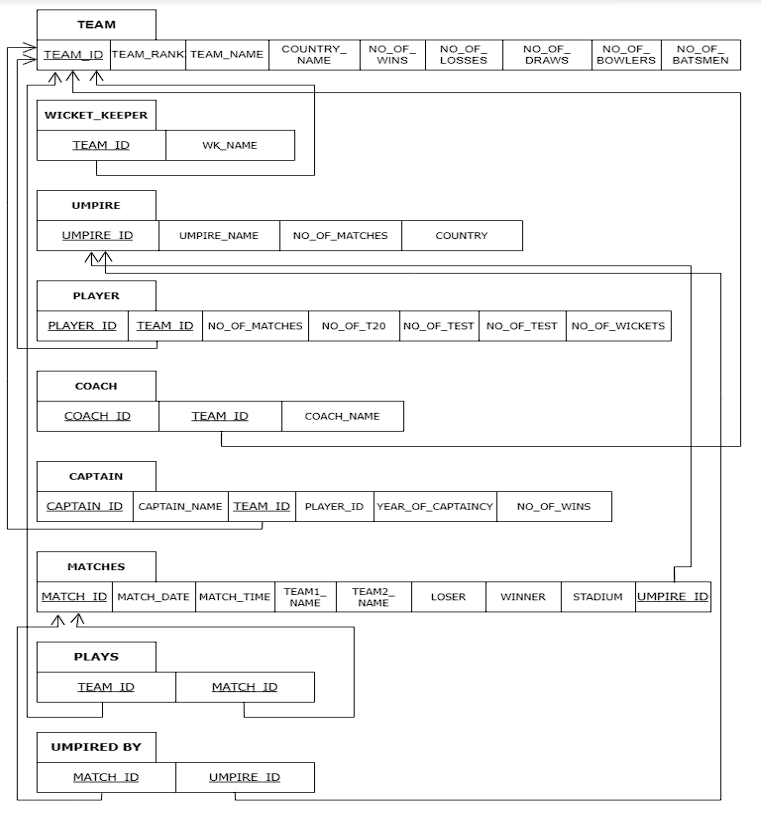 TEAM
TEAM_ID TEAM_RANK TEAM_NAME COUNTRY_ NO_OF_ NO_OF_ NO_OF_ NO_OF_ NO_OF_
NAME WINS LOSSES DRAWS BOWLERS BATSMEN
WICKET_KEEPER
TEAM_ID WK_NAME
UMPIRE
UMPIRE_ID UMPIRE_NAME NO_OF_MATCHES COUNTRY
PLAYER
PLAYER_ID TEAM_ID NO_OF_MATCHES NO_OF_T20 NO_OF_TEST NO_OF_TEST NO_OF_WICKETS
COACH
COACH_ID TEAM_ID COACH_NAME
CAPTAIN
CAPTAIN_ID CAPTAIN_NAME TEAM_ID PLAYER_ID YEAR_OF_CAPTAINCY NO_OF_WINS
MATCHES
MATCH_ID MATCH_DATE MATCH_TIME TEAM1_ TEAM2_ LOSER WINNER STADIUM UMPIRE_ID
NAME NAME
PLAYS
TEAM_ID MATCH_ID
UMPIRED BY
MATCH_ID UMPIRE_ID